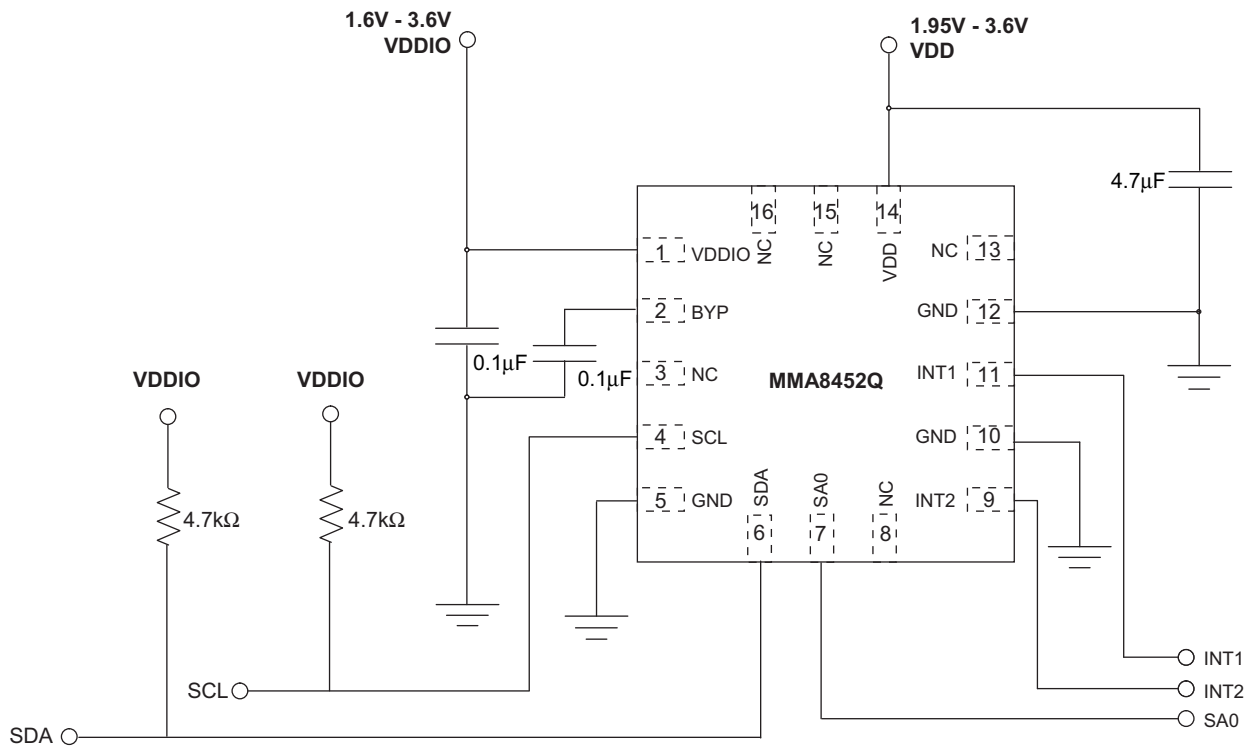 1.6V - 3.6V
VDDIO
1.95V - 3.6V
VDD
4.7μF
16
NC
15
NC
14
VDD
1
VDDIO
NC
13
2
BYP
GND
12
0.1μF
0.1μF
3
NC
MMA8452Q
INT1
11
VDDIO
VDDIO
4
SCL
GND
10
5
GND
SDA
6
SA0
7
NC
8
INT2
9
4.7kΩ
4.7kΩ
INT1
SCL
INT2
SDA
SA0